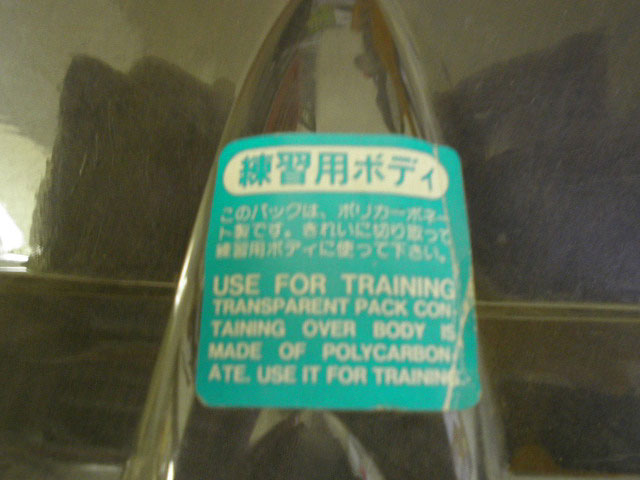 練習用ボディ
このパックは、ポリカーボネー
ト製です。きれいに切り取って
練習用ボディに使って下さい。
USE FOR TRAINING
TRANSPARENT PACK CON
TAINING OVER BODY IS
MADE OF POLYCARBON
ATE. USE IT FOR TRAINING.